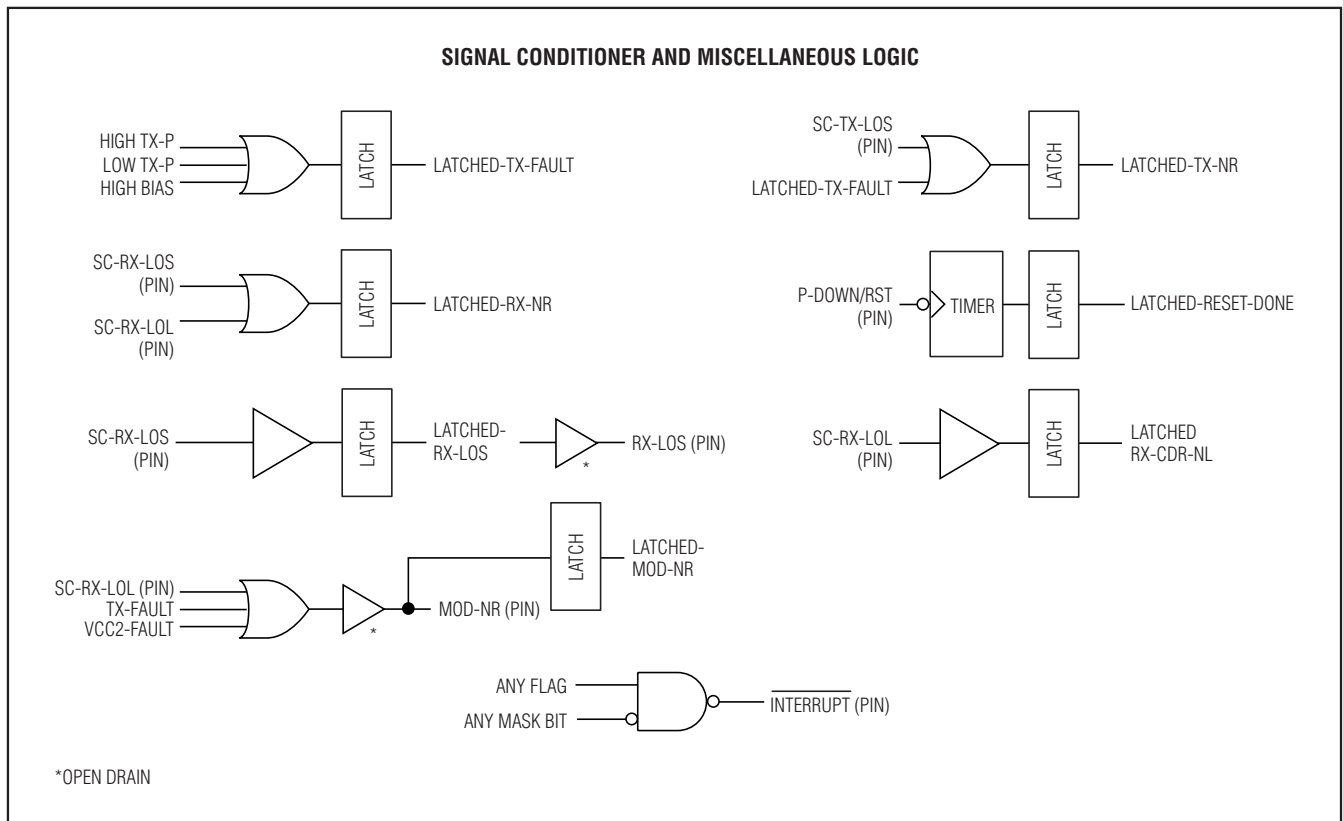 SIGNAL CONDITIONER AND MISCELLANEOUS LOGIC
HIGH TX-P
LOW TX-P
HIGH BIAS
LATCH
LATCHED-TX-FAULT
SC-TX-LOS
(PIN)
LATCHED-TX-FAULT
LATCH
LATCHED-TX-NR
SC-RX-LOS
(PIN)
SC-RX-LOL
(PIN)
LATCH
LATCHED-RX-NR
P-DOWN/RST
(PIN)
TIMER
LATCH
LATCHED-RESET-DONE
SC-RX-LOS
(PIN)
LATCH
LATCHED-
RX-LOS
*
RX-LOS (PIN)
SC-RX-LOL
(PIN)
LATCH
LATCHED
RX-CDR-NL
SC-RX-LOL (PIN)
TX-FAULT
VCC2-FAULT
*
MOD-NR (PIN)
LATCH
LATCHED-
MOD-NR
ANY FLAG
ANY MASK BIT
INTERRUPT (PIN)
*OPEN DRAIN